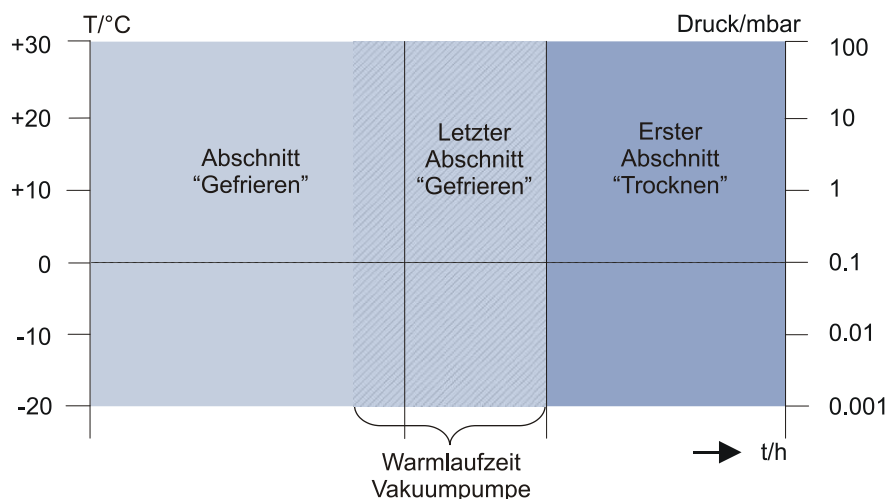 T/°C
Druck/mbar
+30
100
+20
10
Letzter
Abschnitt
“Gefrieren”
Erster
Abschnitt
“Trocknen”
Abschnitt
“Gefrieren”
+10
1
0
0.1
-10
0.01
-20
0.001
t/h
Warmlaufzeit
Vakuumpumpe